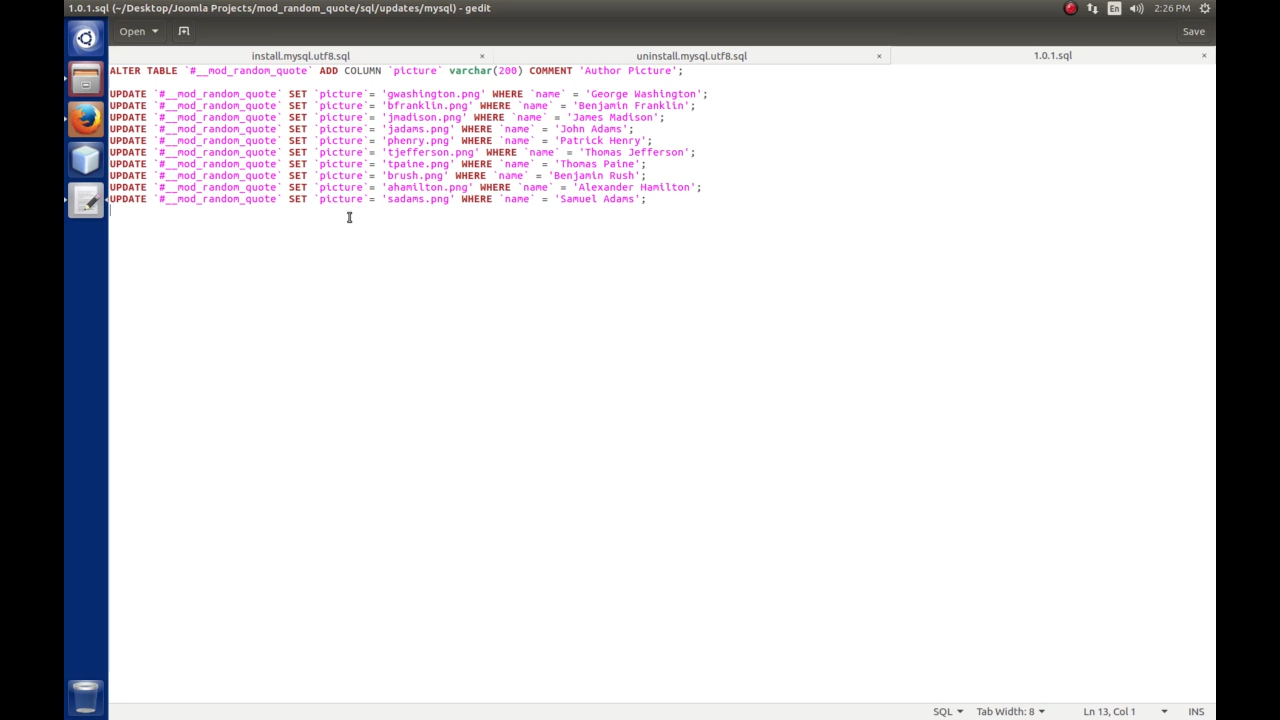 1.0.1.sql (~/Desktop/Joomla Projects/mod_random_quote/sql/updates/mysql) - gedit
En
2:26 PM
Open
Save
install.mysql.utf8.sql × uninstall.mysql.utf8.sql × 1.0.1.sql ×
ALTER TABLE `#__mod_random_quote` ADD COLUMN `picture` varchar(200) COMMENT 'Author Picture';
UPDATE `#__mod_random_quote` SET `picture`= 'gwashington.png' WHERE `name` = 'George Washington';
UPDATE `#__mod_random_quote` SET `picture`= 'bfranklin.png' WHERE `name` = 'Benjamin Franklin';
UPDATE `#__mod_random_quote` SET `picture`= 'jmadison.png' WHERE `name` = 'James Madison';
UPDATE `#__mod_random_quote` SET `picture`= 'jadams.png' WHERE `name` = 'John Adams';
UPDATE `#__mod_random_quote` SET `picture`= 'phenry.png' WHERE `name` = 'Patrick Henry';
UPDATE `#__mod_random_quote` SET `picture`= 'tjefferson.png' WHERE `name` = 'Thomas Jefferson';
UPDATE `#__mod_random_quote` SET `picture`= 'tpaine.png' WHERE `name` = 'Thomas Paine';
UPDATE `#__mod_random_quote` SET `picture`= 'brush.png' WHERE `name` = 'Benjamin Rush';
UPDATE `#__mod_random_quote` SET `picture`= 'ahamilton.png' WHERE `name` = 'Alexander Hamilton';
UPDATE `#__mod_random_quote` SET `picture`= 'sadams.png' WHERE `name` = 'Samuel Adams';
SQL Tab Width: 8 Ln 13, Col 1 INS